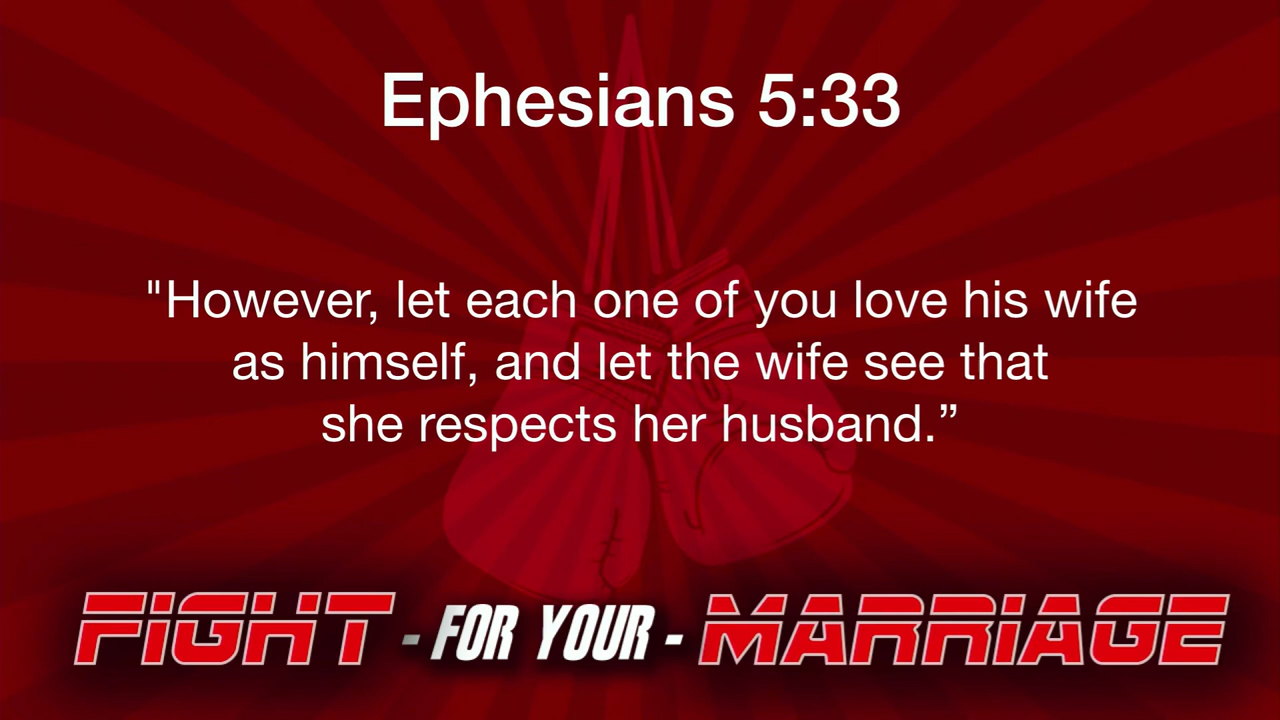 Ephesians 5:33
"However, let each one of you love his wife
as himself, and let the wife see that
she respects her husband.”
FIGHT - FOR YOUR - MARRIAGE